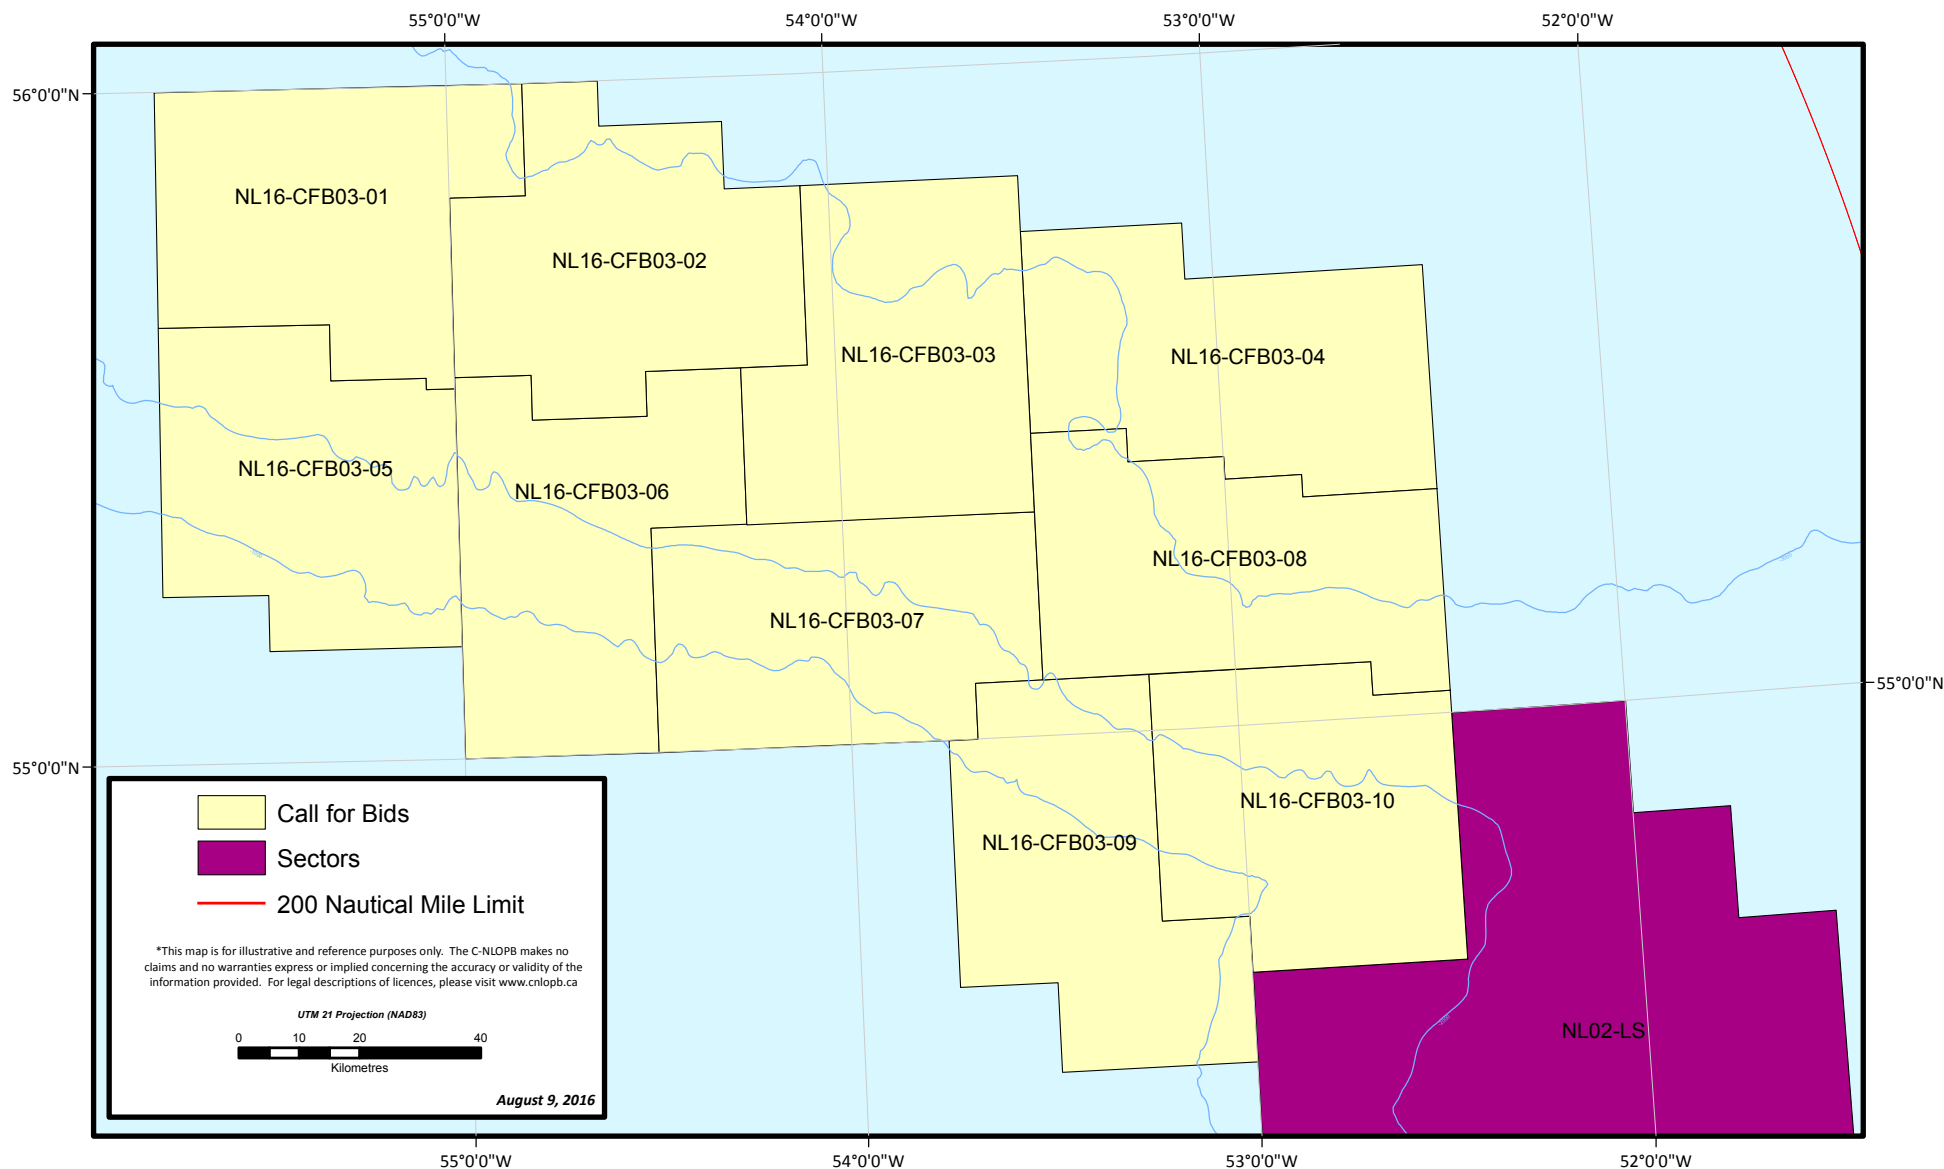 55°0'0"W
54°0'0"W
53°0'0"W
52°0'0"W
56°0'0"N
NL16-CFB03-01
NL16-CFB03-02
NL16-CFB03-03
NL16-CFB03-04
NL16-CFB03-05
NL16-CFB03-06
NL16-CFB03-08
NL16-CFB03-07
55°0'0"N
55°0'0"N
NL16-CFB03-10
NL16-CFB03-09
NL02-LS
Call for Bids
Sectors
200 Nautical Mile Limit
*This map is for illustrative and reference purposes only. The C-NLOPB makes no
claims and no warranties express or implied concerning the accuracy or validity of the
information provided. For legal descriptions of licences, please visit www.cnlopb.ca
UTM 21 Projection (NAD83)
0 10 20 40
Kilometres
August 9, 2016
55°0'0"W
54°0'0"W
53°0'0"W
52°0'0"W